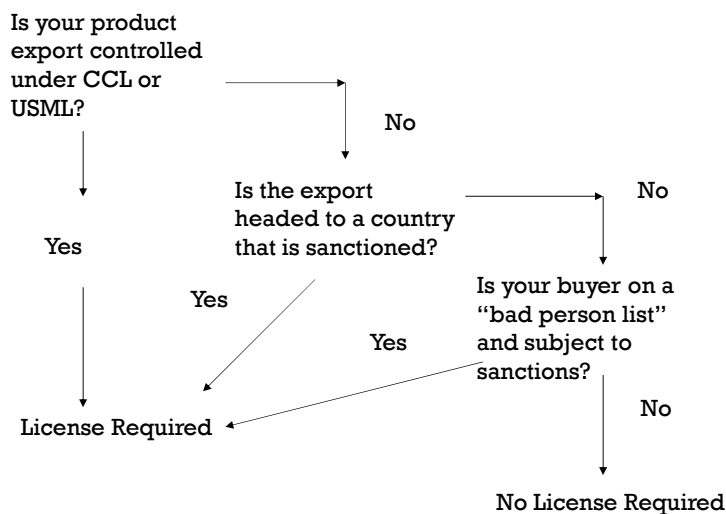 Is your product
export controlled
under CCL or
USML?
No
Is the export
headed to a country
that is sanctioned?
No
Yes
Is your buyer on a
“bad person list”
and subject to
sanctions?
Yes
Yes
No
License Required
No License Required